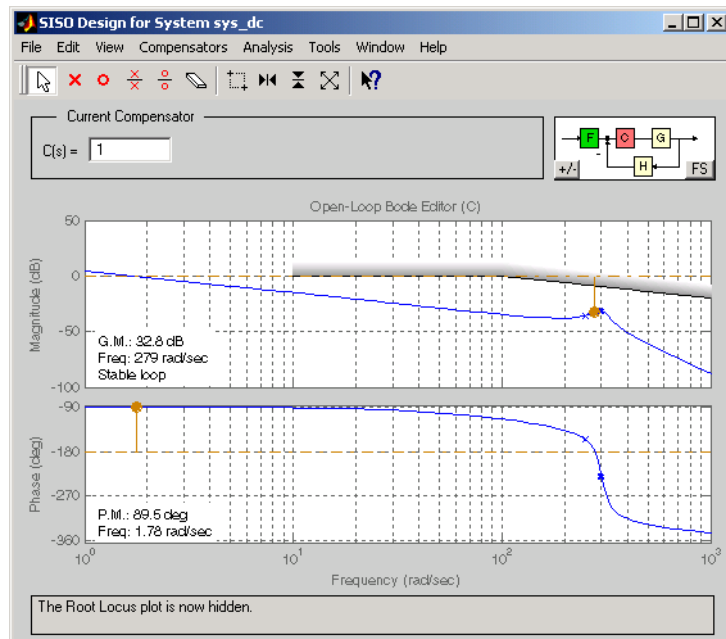 SISO Design for System sys_dc
File Edit View Compensators Analysis Tools Window Help
Current Compensator
C(s) = 1
F C G
H
+/- FS
Open-Loop Bode Editor (C)
50
0
-50
-100
Magnitude (dB)
G.M.: 32.8 dB
Freq: 279 rad/sec
Stable loop
-90
-180
-270
-360
Phase (deg)
P.M.: 89.5 deg
Freq: 1.78 rad/sec
10^0 10^1 10^2 10^3
Frequency (rad/sec)
The Root Locus plot is now hidden.